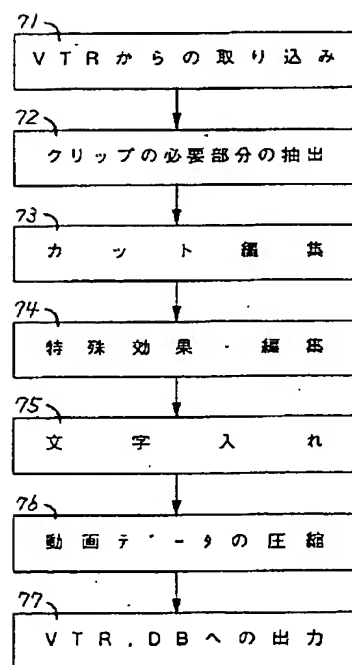 71
VTRからの取り込み
72
クリップの必要部分の抽出
73
カット編集
74
特殊効果・編集
75
文字入れ
76
動画データの圧縮
77
VTR,DBへの出力